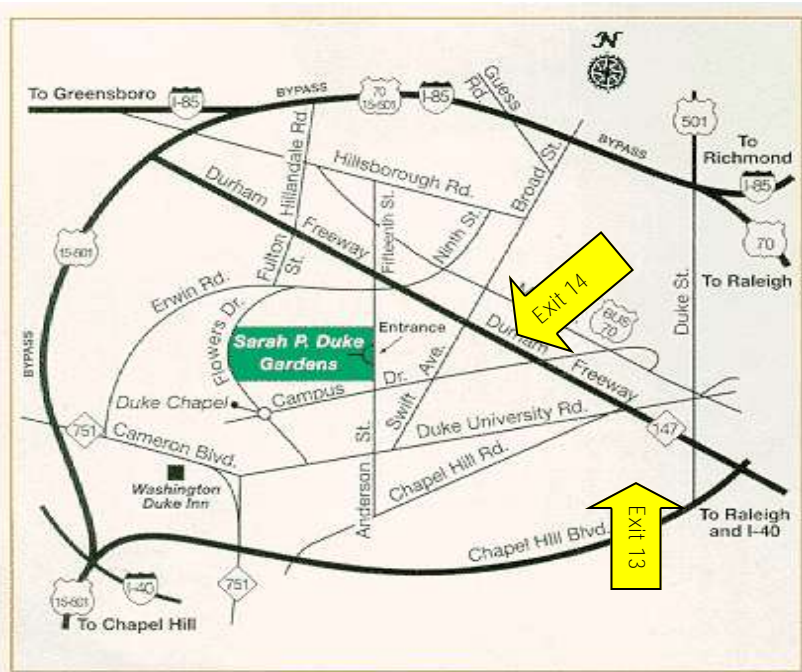 N
To Greensboro
I-85
BYPASS
70
15-501
I-85
Guess
Rd.
BYPASS
501
To
Richmond
I-85
70
To Raleigh
Hillandale Rd.
Hillsborough Rd.
Broad St.
Durham
Freeway
Fifteenth St.
Ninth St.
Fulton
St.
15-501
Erwin Rd.
Flowers Dr.
Exit 14
BUS
70
Duke St.
Sarah P. Duke
Gardens
Entrance
Durham
Freeway
BYPASS
Duke Chapel
Campus
Dr.
Swift
Ave.
751
Cameron Blvd.
Duke University Rd.
147
Washington
Duke Inn
Anderson
St.
Chapel Hill Rd.
Exit 13
To Raleigh
and I-40
Chapel Hill Blvd.
751
I-40
15-501
To Chapel Hill